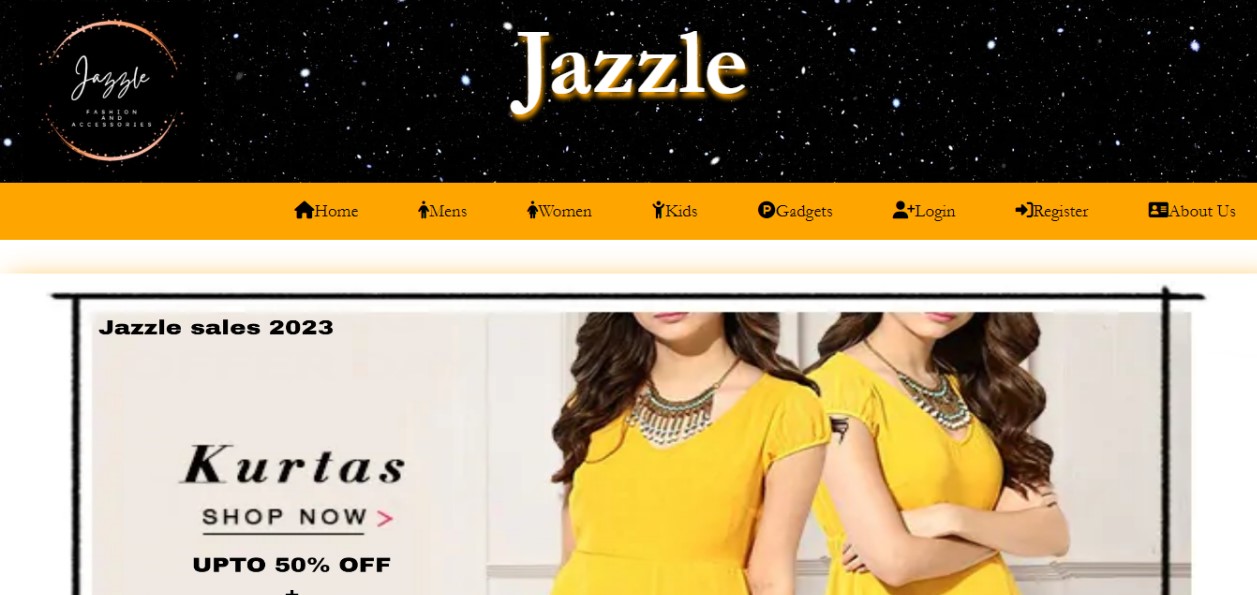 Jazzle
FASHION
AND
ACCESSORIES
Jazzle
Home Mens Women Kids Gadgets Login Register About Us
Jazzle sales 2023
Kurtas
SHOP NOW >
UPTO 50% OFF
+